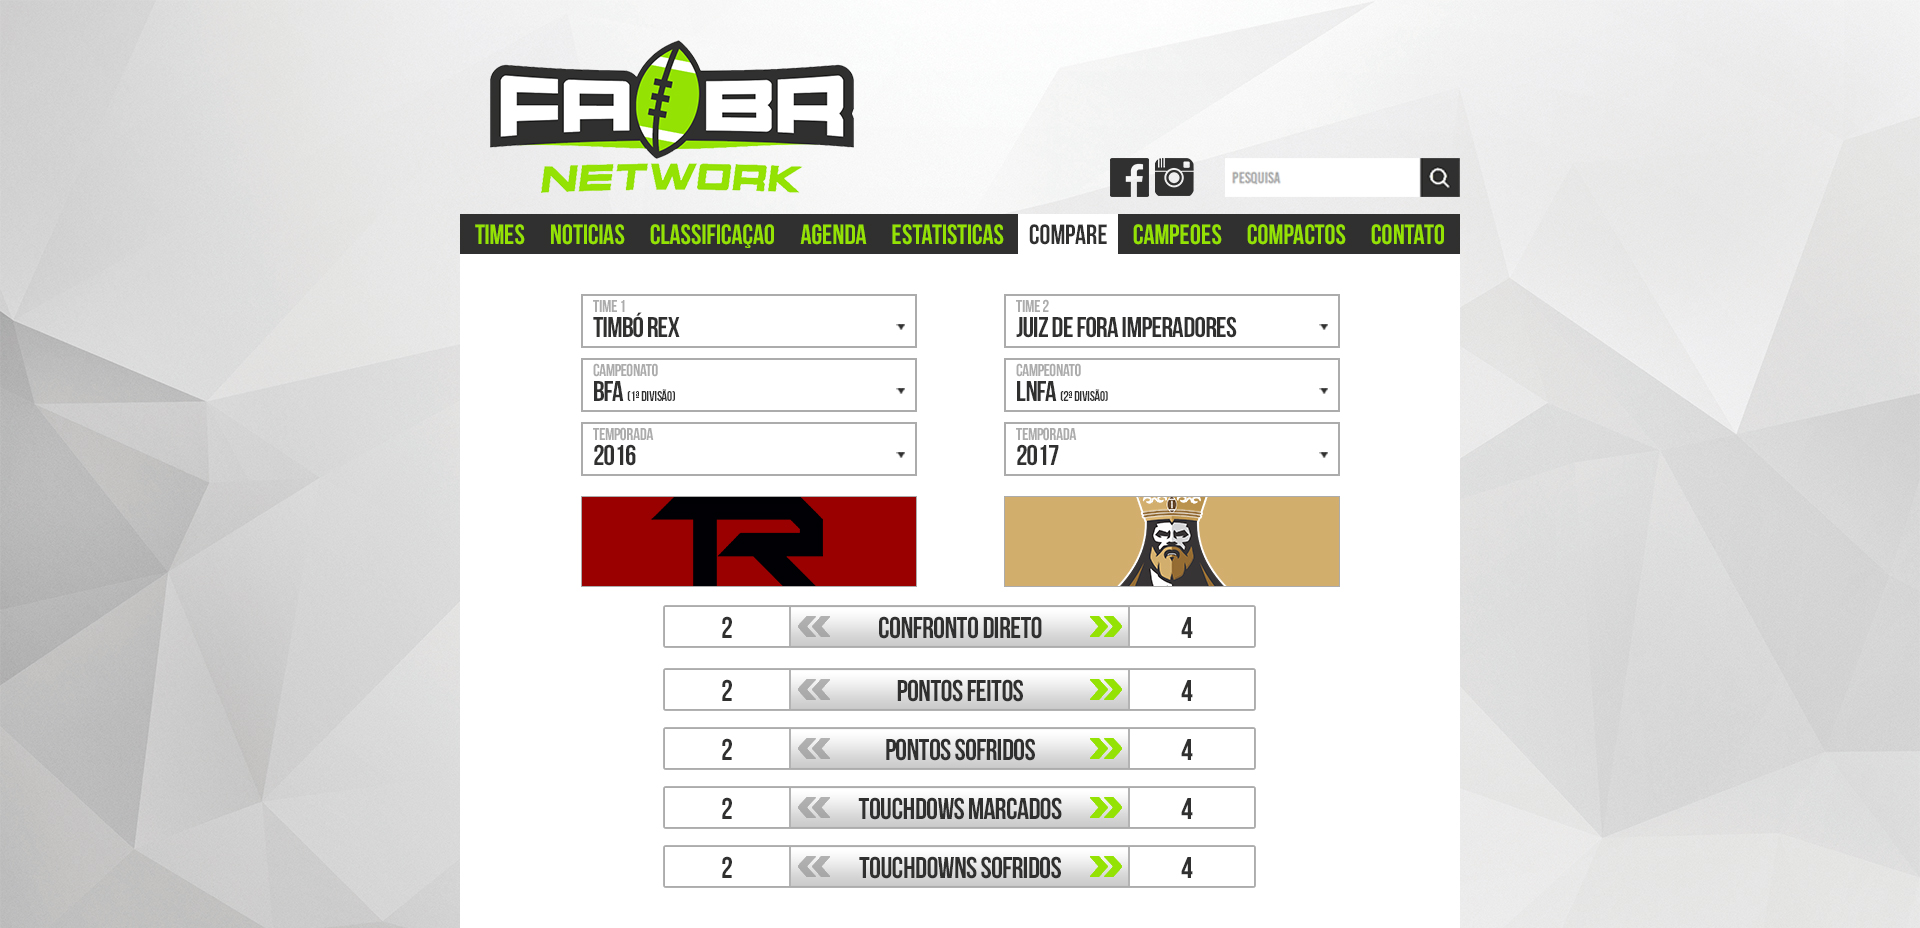 FA BR
NETWORK
PESQUISA
TIMES NOTICIAS CLASSIFICAÇAO AGENDA ESTATISTICAS COMPARE CAMPEOES COMPACTOS CONTATO
TIME 1
TIMBÓ REX
TIME 2
JUIZ DE FORA IMPERADORES
CAMPEONATO
BFA (1ª DIVISÃO)
CAMPEONATO
LNFA (2ª DIVISÃO)
TEMPORADA
2016
TEMPORADA
2017
TR
2 CONFRONTO DIRETO 4
2 PONTOS FEITOS 4
2 PONTOS SOFRIDOS 4
2 TOUCHDOWS MARCADOS 4
2 TOUCHDOWNS SOFRIDOS 4